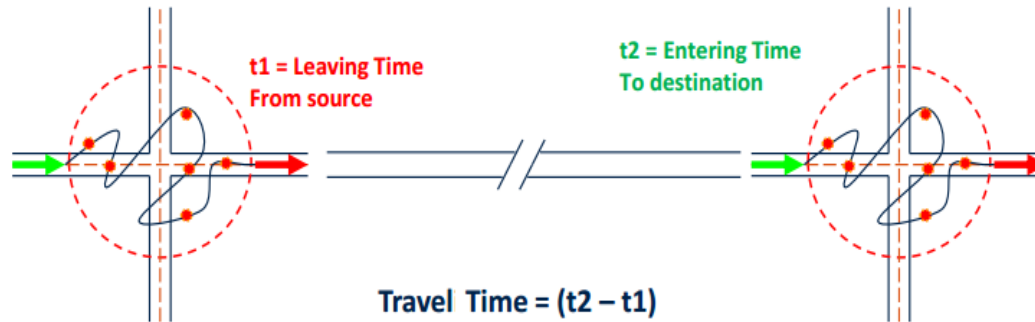 t1 = Leaving Time
From source
t2 = Entering Time
To destination
Travel Time = (t2 – t1)